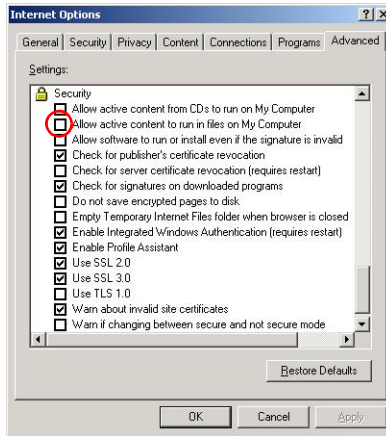 Internet Options
General Security Privacy Content Connections Programs Advanced
Settings:
Security
Allow active content from CDs to run on My Computer
Allow active content to run in files on My Computer
Allow software to run or install even if the signature is invalid
Check for publisher's certificate revocation
Check for server certificate revocation (requires restart)
Check for signatures on downloaded programs
Do not save encrypted pages to disk
Empty Temporary Internet Files folder when browser is closed
Enable Integrated Windows Authentication (requires restart)
Enable Profile Assistant
Use SSL 2.0
Use SSL 3.0
Use TLS 1.0
Warn about invalid site certificates
Warn if changing between secure and not secure mode
Restore Defaults
OK Cancel Apply